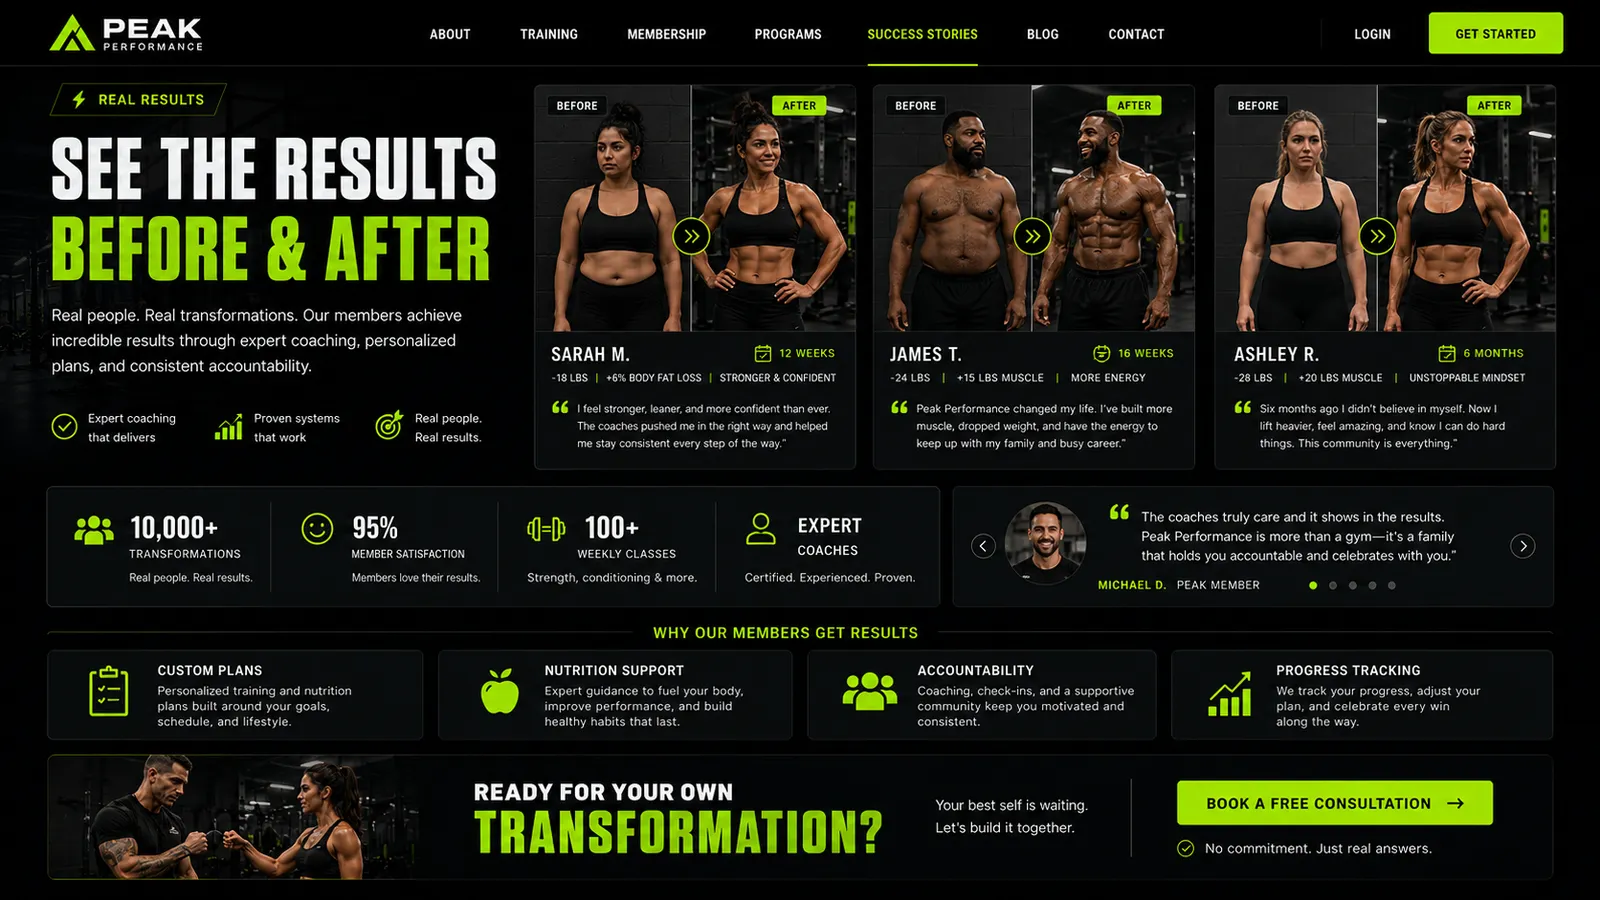 PEAK
PERFORMANCE
ABOUT
TRAINING
MEMBERSHIP
PROGRAMS
SUCCESS STORIES
BLOG
CONTACT
LOGIN
GET STARTED
REAL RESULTS
SEE THE RESULTS
BEFORE & AFTER
Real people. Real transformations. Our members achieve
incredible results through expert coaching, personalized
plans, and consistent accountability.
Expert coaching
that delivers
Proven systems
that work
Real people.
Real results.
BEFORE
AFTER
SARAH M.
12 WEEKS
-18 LBS | +6% BODY FAT LOSS | STRONGER & CONFIDENT
“ I feel stronger, leaner, and more confident than ever.
The coaches pushed me in the right way and helped
me stay consistent every step of the way.”
BEFORE
AFTER
JAMES T.
16 WEEKS
-24 LBS | +15 LBS MUSCLE | MORE ENERGY
“ Peak Performance changed my life. I've built more
muscle, dropped weight, and have the energy to
keep up with my family and busy career.”
BEFORE
AFTER
ASHLEY R.
6 MONTHS
-28 LBS | +20 LBS MUSCLE | UNSTOPPABLE MINDSET
“ Six months ago I didn't believe in myself. Now I
lift heavier, feel amazing, and know I can do hard
things. This community is everything.”
10,000+
TRANSFORMATIONS
Real people. Real results.
95%
MEMBER SATISFACTION
Members love their results.
100+
WEEKLY CLASSES
Strength, conditioning & more.
EXPERT
COACHES
Certified. Experienced. Proven.
“ The coaches truly care and it shows in the results.
Peak Performance is more than a gym—it's a family
that holds you accountable and celebrates with you.”
MICHAEL D. PEAK MEMBER
WHY OUR MEMBERS GET RESULTS
CUSTOM PLANS
Personalized training and nutrition
plans built around your goals,
schedule, and lifestyle.
NUTRITION SUPPORT
Expert guidance to fuel your body,
improve performance, and build
healthy habits that last.
ACCOUNTABILITY
Coaching, check-ins, and a supportive
community keep you motivated and
consistent.
PROGRESS TRACKING
We track your progress, adjust your
plan, and celebrate every win
along the way.
READY FOR YOUR OWN
TRANSFORMATION?
Your best self is waiting.
Let's build it together.
BOOK A FREE CONSULTATION →
No commitment. Just real answers.